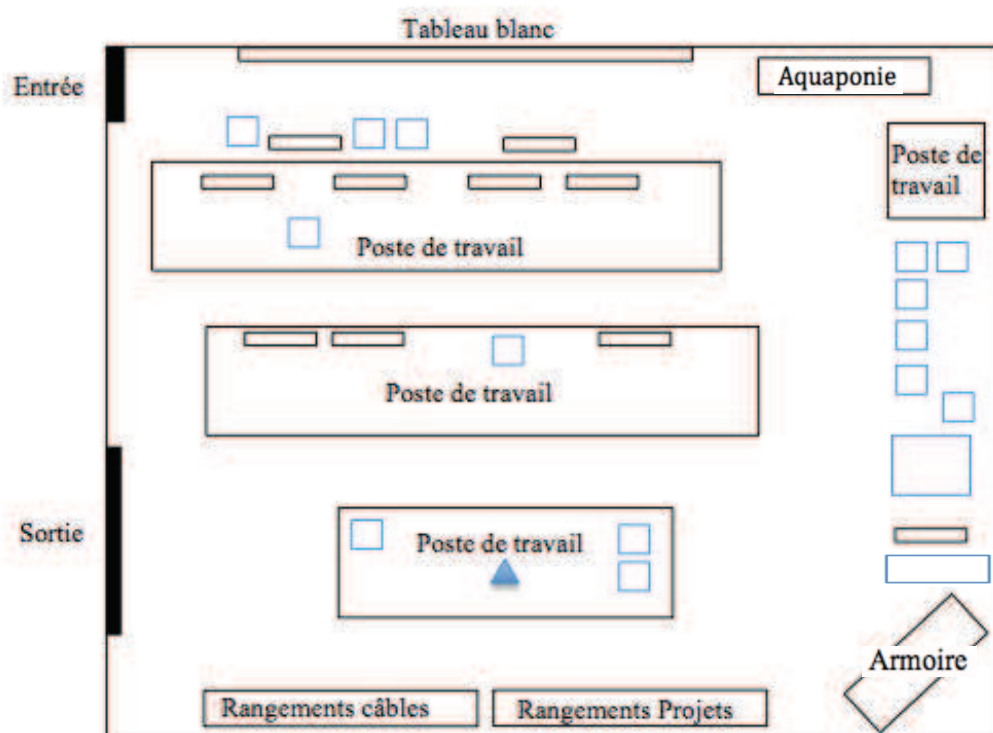 Tableau blanc
Entrée
Aquaponie
Poste de
travail
Poste de travail
Poste de travail
Sortie
Poste de travail
Armoire
Rangements câbles
Rangements Projets